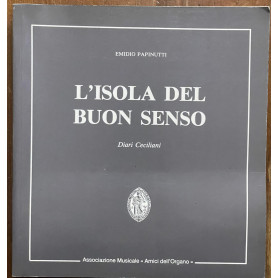 EMIDIO PAPINUTTI
L'ISOLA DEL
BUON SENSO
Diari Ceciliani
Associazione Musicale « Amici dell'Organo »